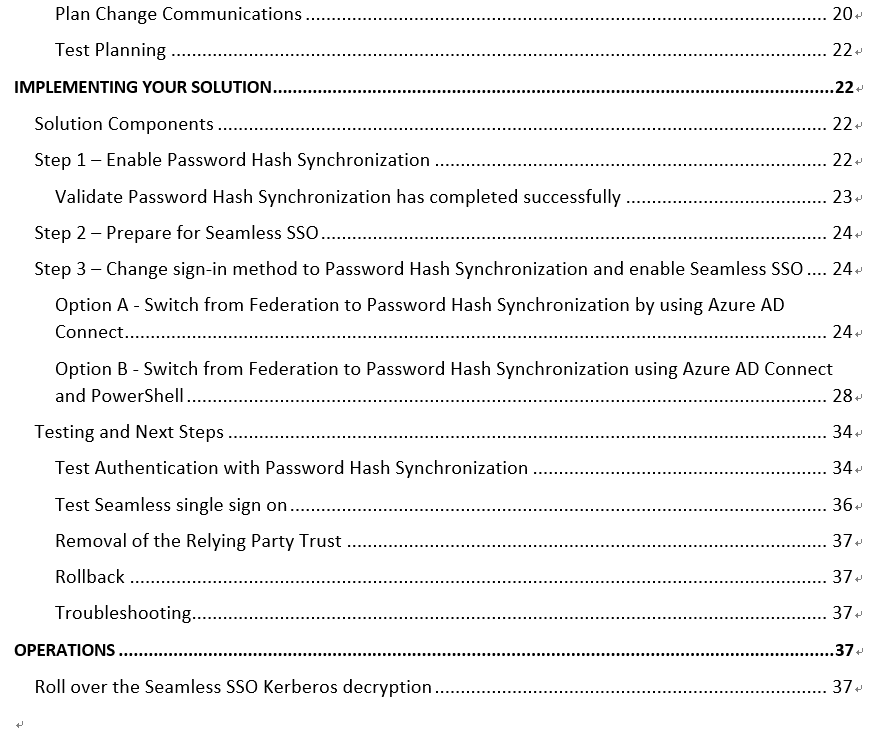 Plan Change Communications ........................................ 20
Test Planning ........................................ 22
IMPLEMENTING YOUR SOLUTION........................................22
Solution Components ........................................ 22
Step 1 – Enable Password Hash Synchronization ........................................ 22
Validate Password Hash Synchronization has completed successfully ........................................ 23
Step 2 – Prepare for Seamless SSO........................................ 24
Step 3 – Change sign-in method to Password Hash Synchronization and enable Seamless SSO .... 24
Option A - Switch from Federation to Password Hash Synchronization by using Azure AD
Connect........................................ 24
Option B - Switch from Federation to Password Hash Synchronization using Azure AD Connect
and PowerShell ........................................ 28
Testing and Next Steps ........................................ 34
Test Authentication with Password Hash Synchronization ........................................ 34
Test Seamless single sign on........................................ 36
Removal of the Relying Party Trust ........................................ 37
Rollback ........................................ 37
Troubleshooting........................................ 37
OPERATIONS ........................................37
Roll over the Seamless SSO Kerberos decryption........................................ 37